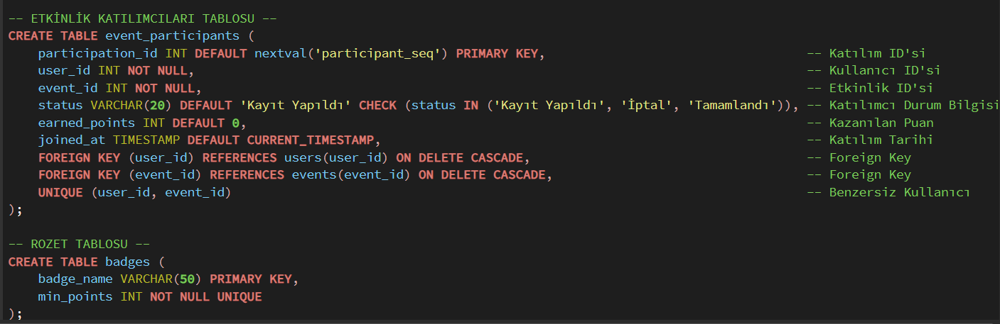 -- ETKİNLİK KATILIMCILARI TABLOSU --
CREATE TABLE event_participants (
    participation_id INT DEFAULT nextval('participant_seq') PRIMARY KEY, -- Katılım ID'si
    user_id INT NOT NULL, -- Kullanıcı ID'si
    event_id INT NOT NULL, -- Etkinlik ID'si
    status VARCHAR(20) DEFAULT 'Kayıt Yapıldı' CHECK (status IN ('Kayıt Yapıldı', 'İptal', 'Tamamlandı')), -- Katılımcı Durum Bilgisi
    earned_points INT DEFAULT 0, -- Kazanılan Puan
    joined_at TIMESTAMP DEFAULT CURRENT_TIMESTAMP, -- Katılım Tarihi
    FOREIGN KEY (user_id) REFERENCES users(user_id) ON DELETE CASCADE, -- Foreign Key
    FOREIGN KEY (event_id) REFERENCES events(event_id) ON DELETE CASCADE, -- Foreign Key
    UNIQUE (user_id, event_id) -- Benzersiz Kullanıcı
);
-- ROZET TABLOSU --
CREATE TABLE badges (
    badge_name VARCHAR(50) PRIMARY KEY,
    min_points INT NOT NULL UNIQUE
);